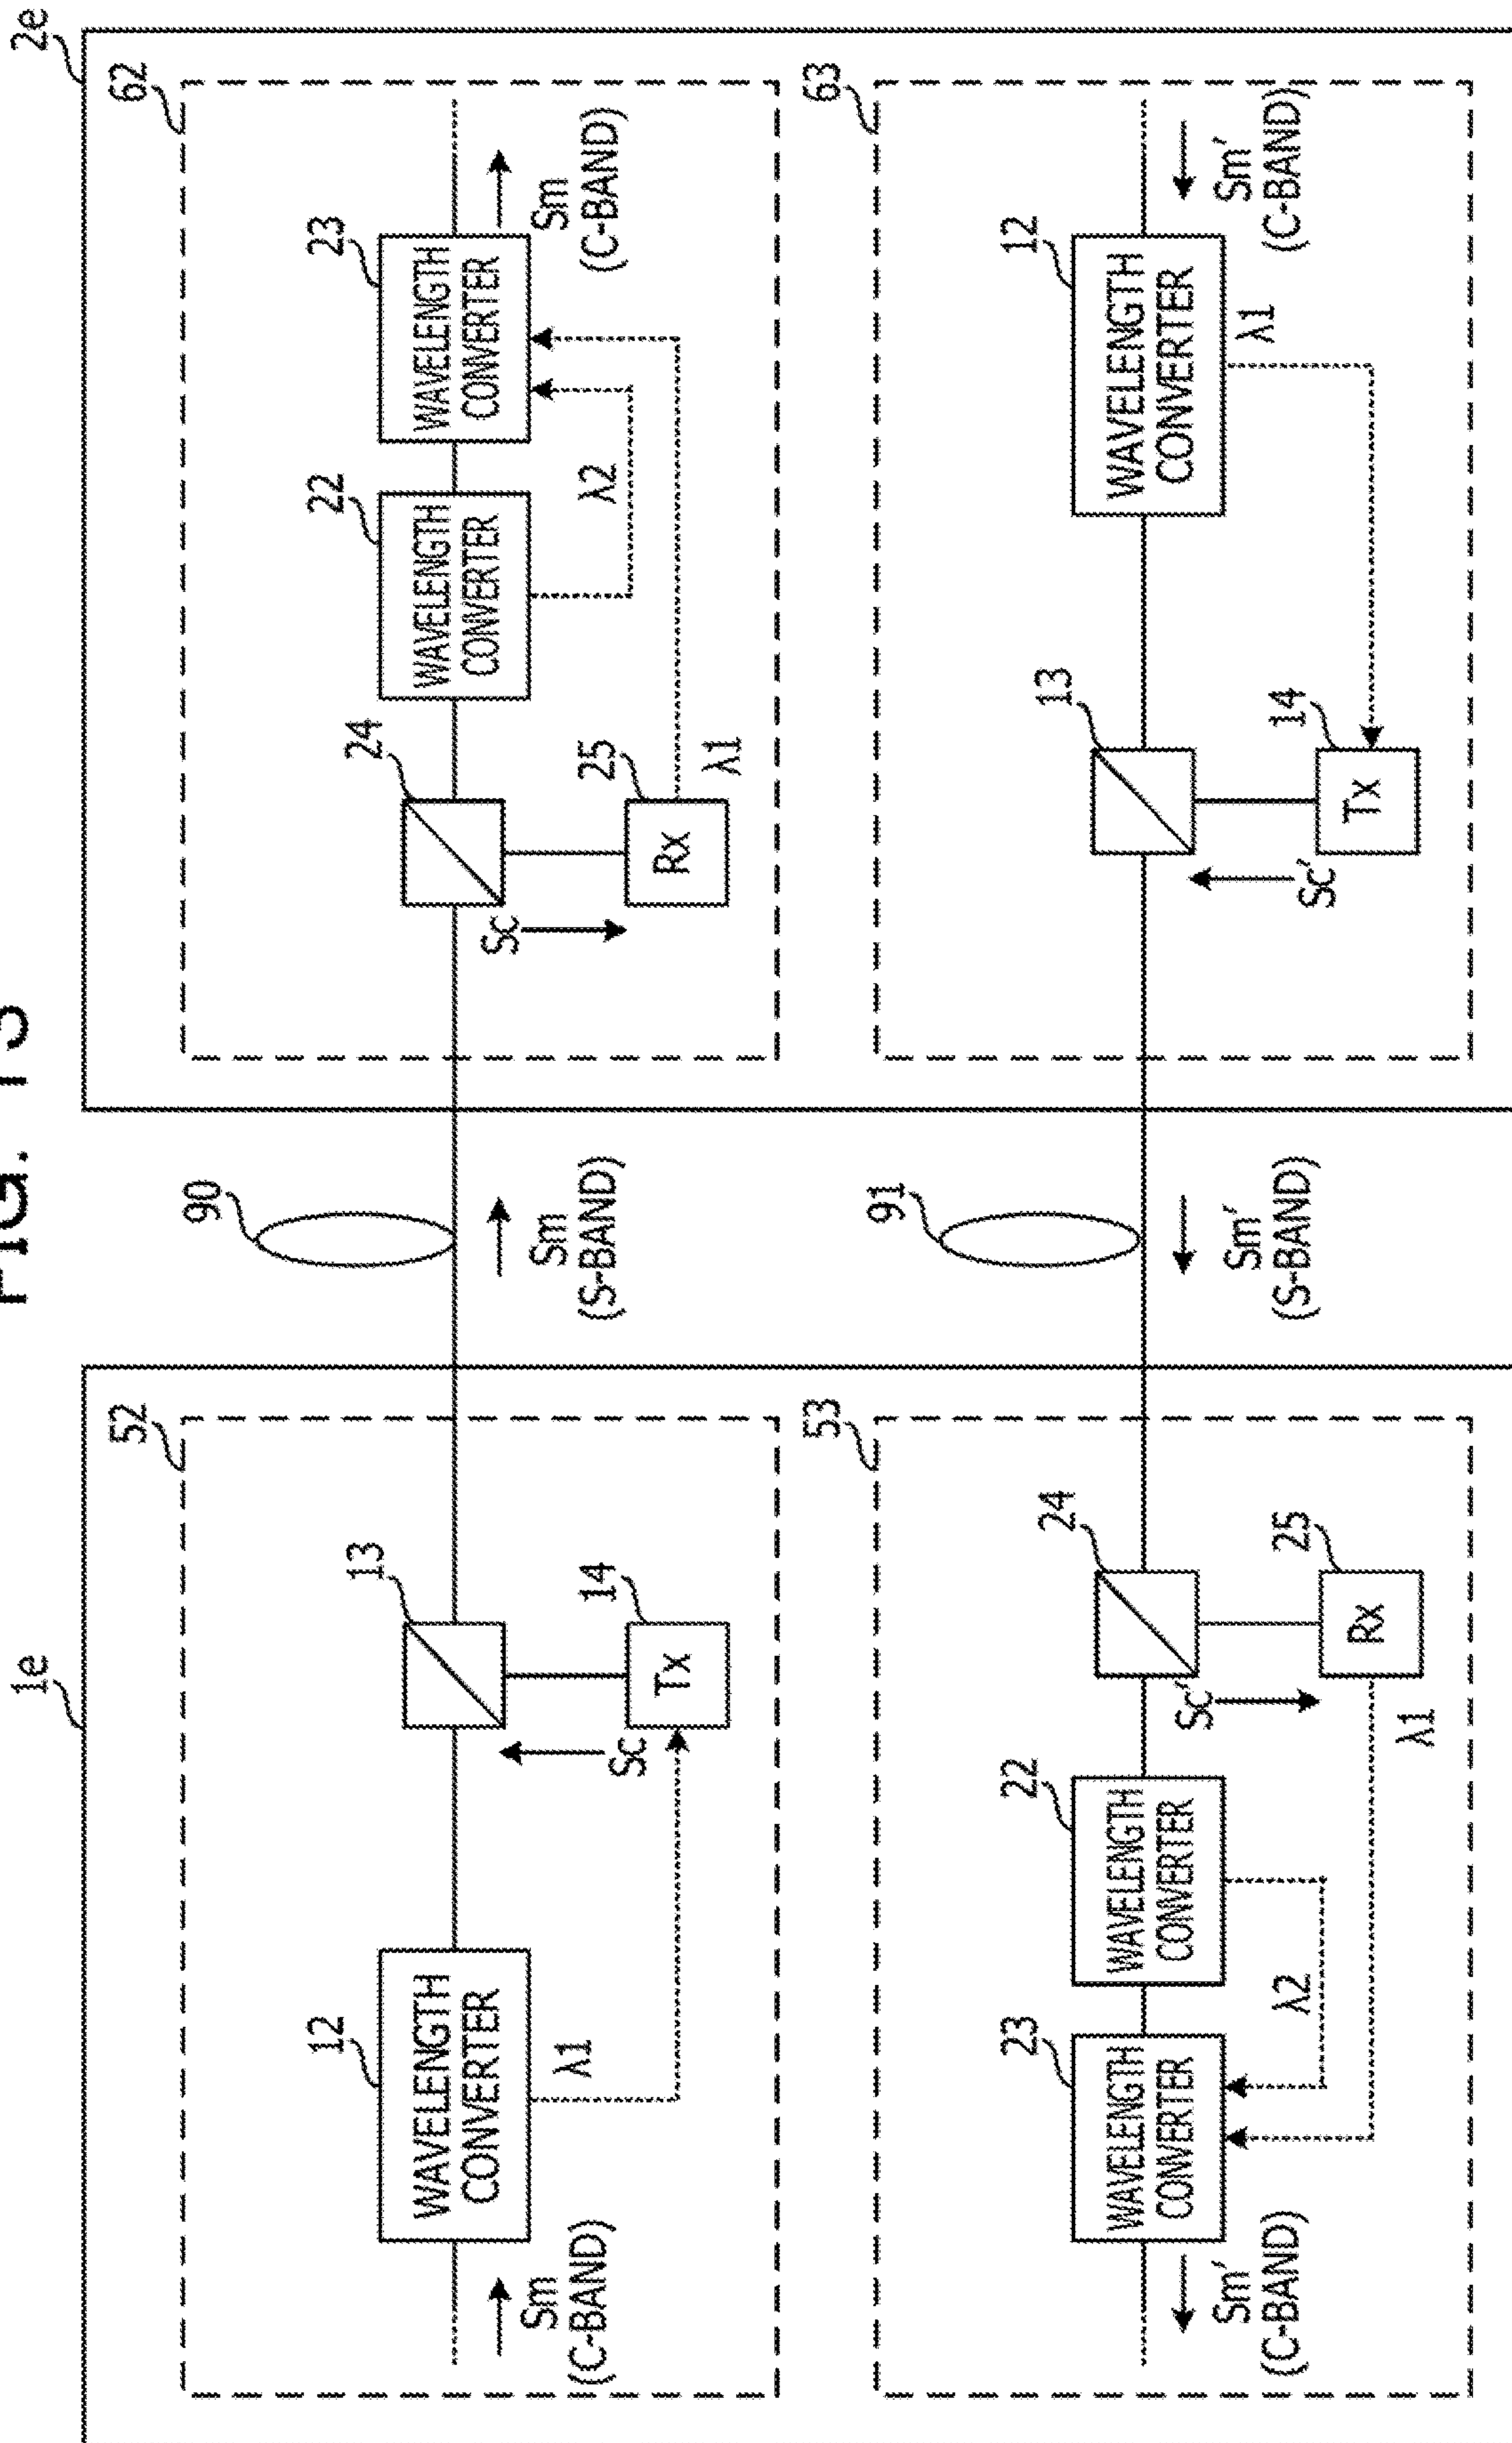 FIG.
1e
2e
52
62
90
12
WAVELENGTH
CONVERTER
13
24
22
WAVELENGTH
CONVERTER
23
WAVELENGTH
CONVERTER
Sm
(C-BAND)
λ1
Sc
14
Tx
Sm
(S-BAND)
Sc
25
Rx
λ1
λ2
Sm
(C-BAND)
53
63
91
23
WAVELENGTH
CONVERTER
22
WAVELENGTH
CONVERTER
24
13
12
WAVELENGTH
CONVERTER
Sm′
(C-BAND)
λ2
Sc′
25
Rx
λ1
Sm′
(S-BAND)
Sc′
14
Tx
λ1
Sm′
(C-BAND)